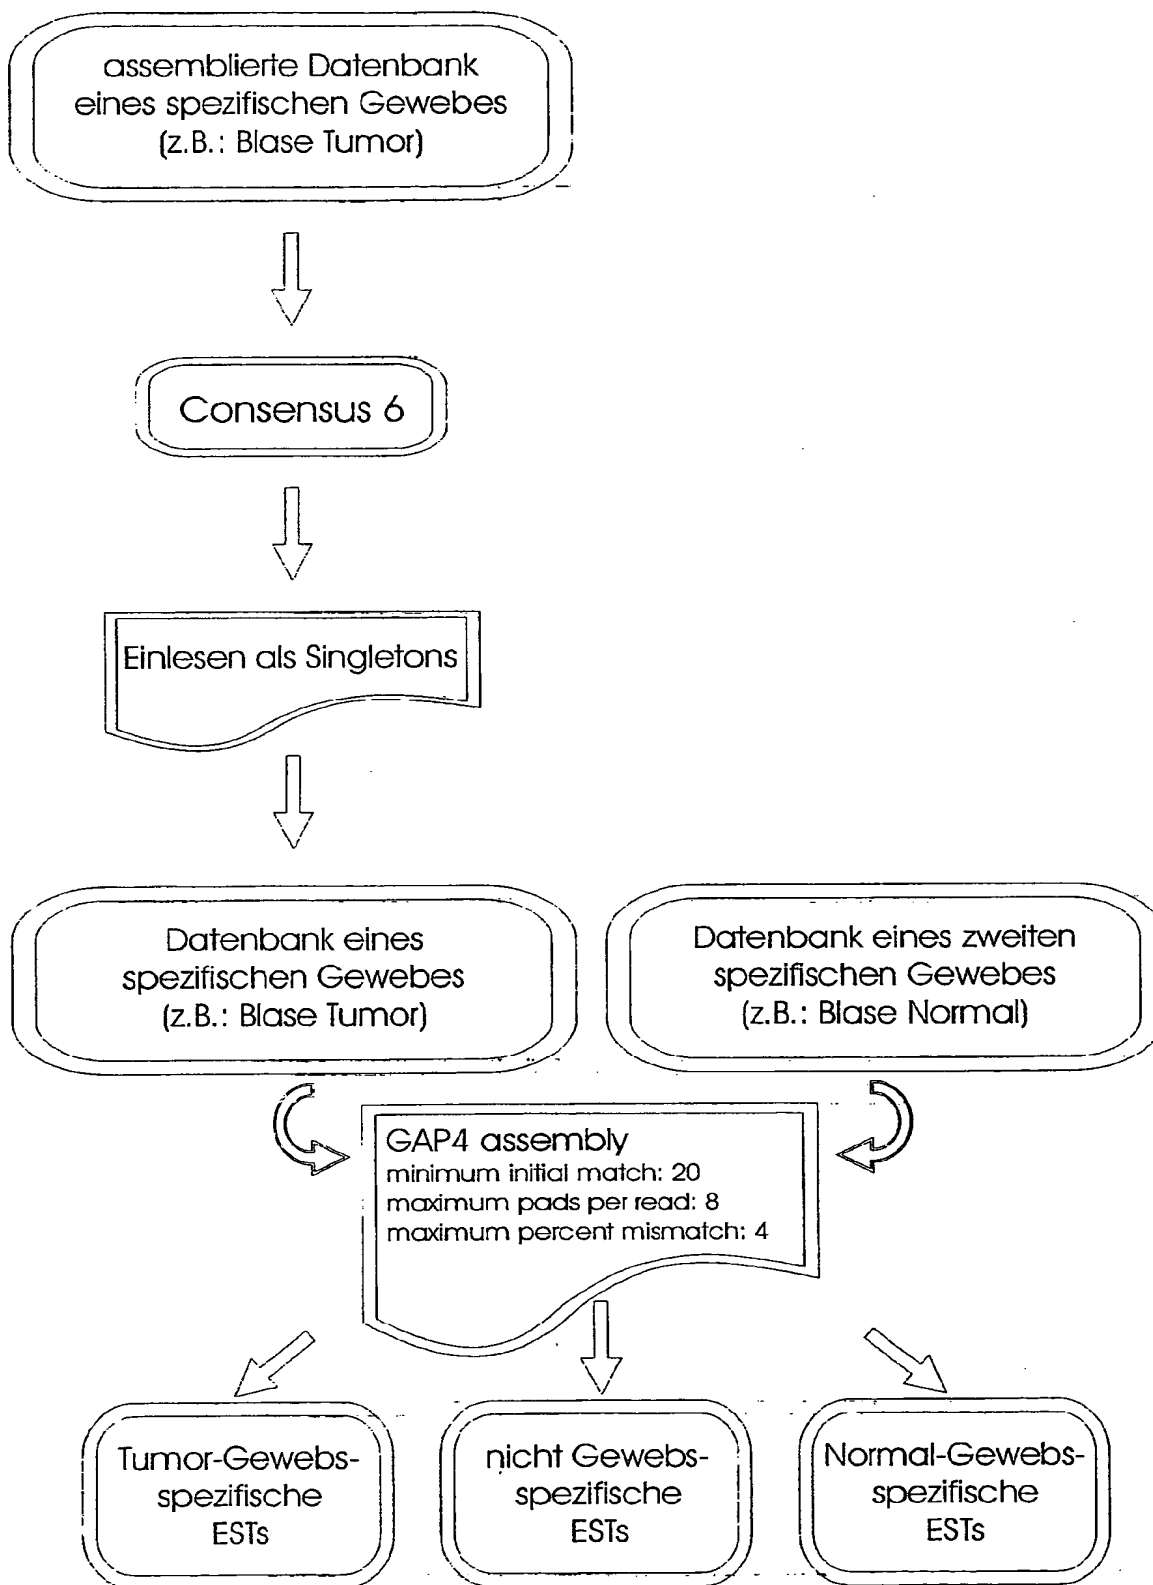 assemblierte Datenbank
eines spezifischen Gewebes
(z.B.: Blase Tumor)
Consensus 6
Einlesen als Singletons
Datenbank eines
spezifischen Gewebes
(z.B.: Blase Tumor)
Datenbank eines zweiten
spezifischen Gewebes
(z.B.: Blase Normal)
GAP4 assembly
minimum initial match: 20
maximum pads per read: 8
maximum percent mismatch: 4
Tumor-Gewebs-
spezifische
ESTs
nicht Gewebs-
spezifische
ESTs
Normal-Gewebs-
spezifische
ESTs